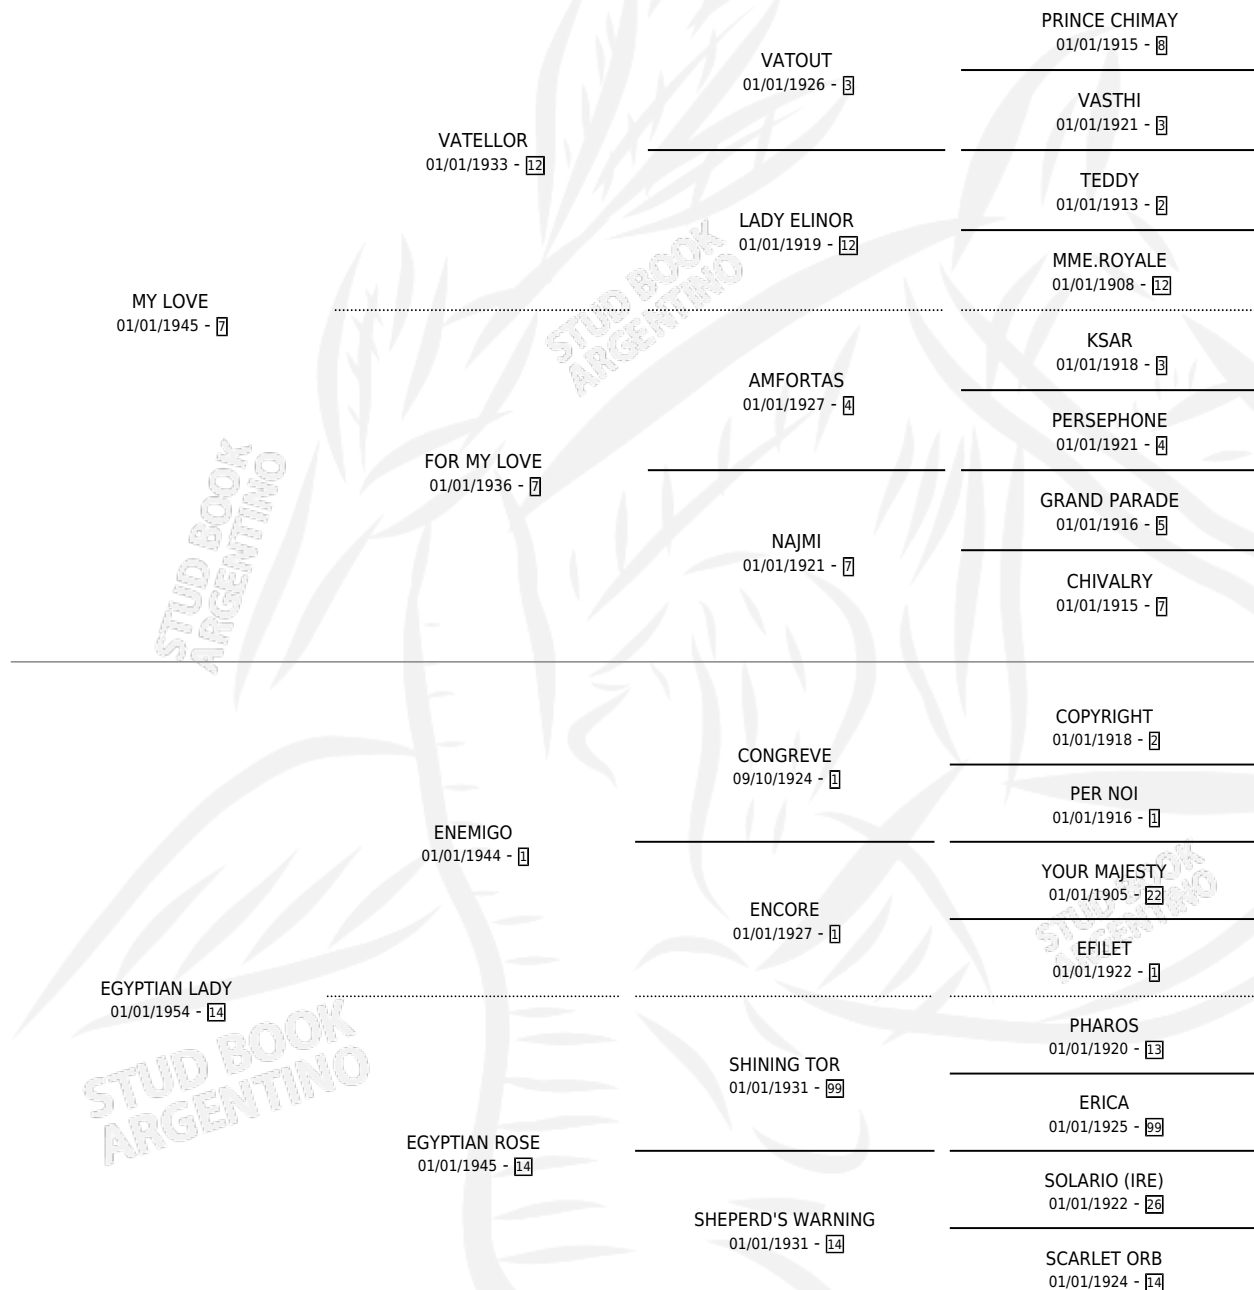 PRINCE CHIMAY
01/01/1915 - 8
VATOUT
01/01/1926 - 3
VASTHI
01/01/1921 - 3
VATELLOR
01/01/1933 - 12
TEDDY
01/01/1913 - 2
LADY ELINOR
01/01/1919 - 12
MME.ROYALE
01/01/1908 - 12
MY LOVE
01/01/1945 - 7
KSAR
01/01/1918 - 3
AMFORTAS
01/01/1927 - 4
PERSEPHONE
01/01/1921 - 4
FOR MY LOVE
01/01/1936 - 7
GRAND PARADE
01/01/1916 - 5
NAJMI
01/01/1921 - 7
CHIVALRY
01/01/1915 - 7
COPYRIGHT
01/01/1918 - 2
CONGREVE
09/10/1924 - 1
PER NOI
01/01/1916 - 1
ENEMIGO
01/01/1944 - 1
YOUR MAJESTY
01/01/1905 - 22
ENCORE
01/01/1927 - 1
EFILET
01/01/1922 - 1
EGYPTIAN LADY
01/01/1954 - 14
PHAROS
01/01/1920 - 13
SHINING TOR
01/01/1931 - 99
ERICA
01/01/1925 - 99
EGYPTIAN ROSE
01/01/1945 - 14
SOLARIO (IRE)
01/01/1922 - 26
SHEPERD'S WARNING
01/01/1931 - 14
SCARLET ORB
01/01/1924 - 14
STUD BOOK
ARGENTINO
STUD BOOK
ARGENTINO
STUD BOOK
ARGENTINO
STUD BOOK
ARGENTINO